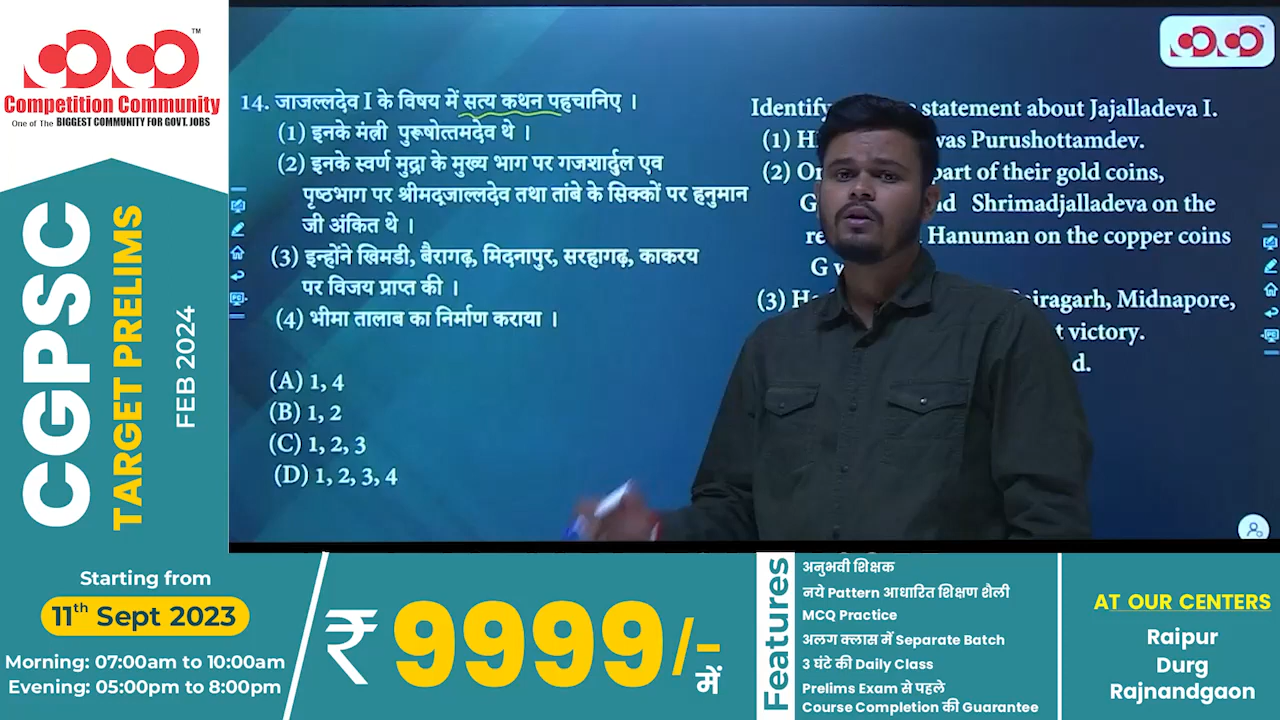 TM
Competition Community
One of The BIGGEST COMMUNITY FOR GOVT. JOBS
CGPSC
TARGET PRELIMS
FEB 2024
14. जाजल्लदेव I के विषय में सत्य कथन पहचानिए ।
(1) इनके मंत्री पुरूषोत्तमदेव थे ।
(2) इनके स्वर्ण मुद्रा के मुख्य भाग पर गजशार्दुल एव
पृष्ठभाग पर श्रीमद्जाल्लदेव तथा तांबे के सिक्कों पर हनुमान
जी अंकित थे ।
(3) इन्होंने खिमडी, बैरागढ़, मिदनापुर, सरहागढ़, काकरय
पर विजय प्राप्त की ।
(4) भीमा तालाब का निर्माण कराया ।
(A) 1, 4
(B) 1, 2
(C) 1, 2, 3
(D) 1, 2, 3, 4
Identify statement about Jajalladeva I.
(1) was Purushottamdev.
(2) part of their gold coins,
Shrimadjalladeva on the
Hanuman on the copper coins
G
(3) Midnapore,
victory.
Starting from
11th Sept 2023
Morning: 07:00am to 10:00am
Evening: 05:00pm to 8:00pm
₹ 9999/- में
Features
अनुभवी शिक्षक
नये Pattern आधारित शिक्षण शैली
MCQ Practice
अलग क्लास में Separate Batch
3 घंटे की Daily Class
Prelims Exam से पहले
Course Completion की Guarantee
AT OUR CENTERS
Raipur
Durg
Rajnandgaon